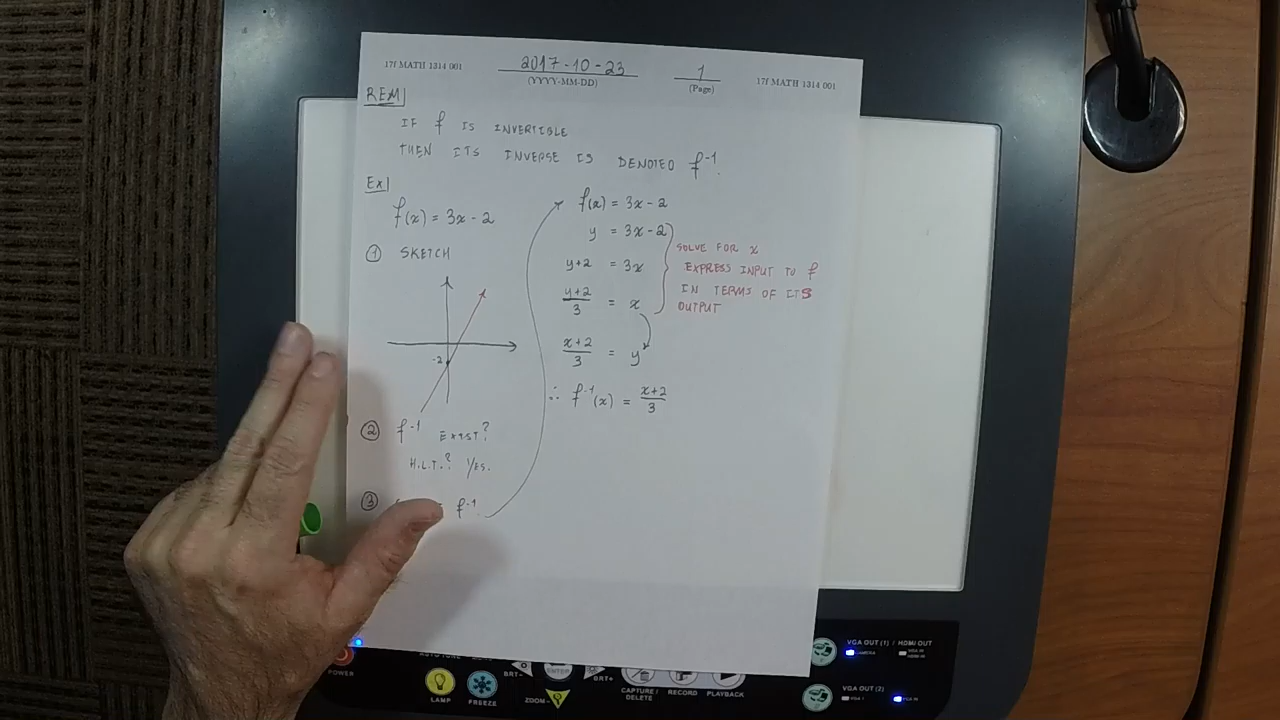 17f MATH 1314 001
2017-10-23
(YYYY-MM-DD)
1
(Page)
17f MATH 1314 001
REM
IF f IS INVERTIBLE
THEN ITS INVERSE IS DENOTED f⁻¹.
Ex
f(x) = 3x - 2
① SKETCH
-2
② f⁻¹ EXIST?
H.L.T.? YES.
③ f⁻¹
f(x) = 3x - 2
y = 3x - 2
y+2 = 3x
y+2/3 = x
x+2/3 = y
∴ f⁻¹(x) = x+2/3
SOLVE FOR x
EXPRESS INPUT TO f
IN TERMS OF ITS
OUTPUT
POWER
LAMP
FREEZE
BRT-
ENTER
BRT+
ZOOM-
CAPTURE /
DELETE
RECORD
PLAYBACK
VGA OUT (1) / HDMI OUT
VGA OUT (2)